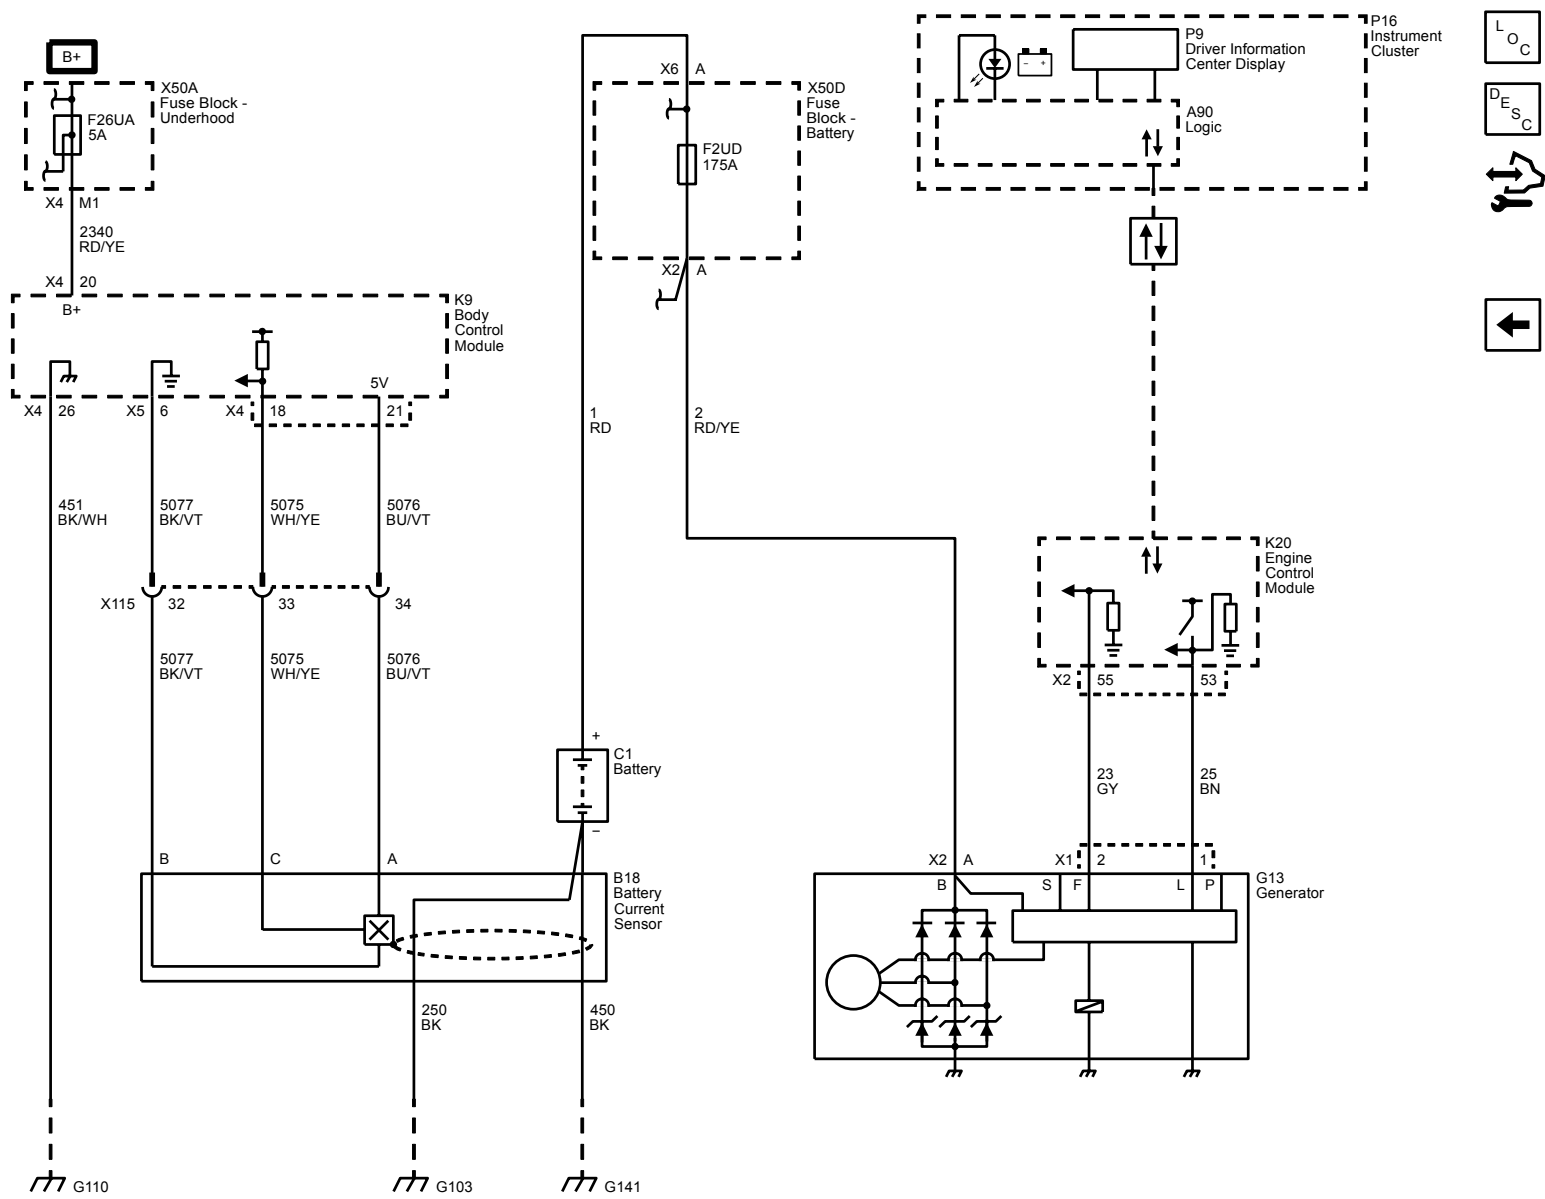 B+
X50A
Fuse Block -
Underhood
F26UA
5A
X4 M1
2340
RD/YE
X4 20
B+
K9
Body
Control
Module
5V
X4 26
X5 6
X4 18
21
451
BK/WH
5077
BK/VT
5075
WH/YE
5076
BU/VT
X115 32 33 34
5077
BK/VT
5075
WH/YE
5076
BU/VT
B C A
B18
Battery
Current
Sensor
250
BK
450
BK
G110
G103
G141
X6 A
X50D
Fuse
Block -
Battery
F2UD
175A
X2 A
1
RD
2
RD/YE
+
C1
Battery
−
P16
Instrument
Cluster
− +
P9
Driver Information
Center Display
A90
Logic
K20
Engine
Control
Module
X2 55 53
23
GY
25
BN
X2 A X1 2 1
B S F L P
G13
Generator
LOC
DESC